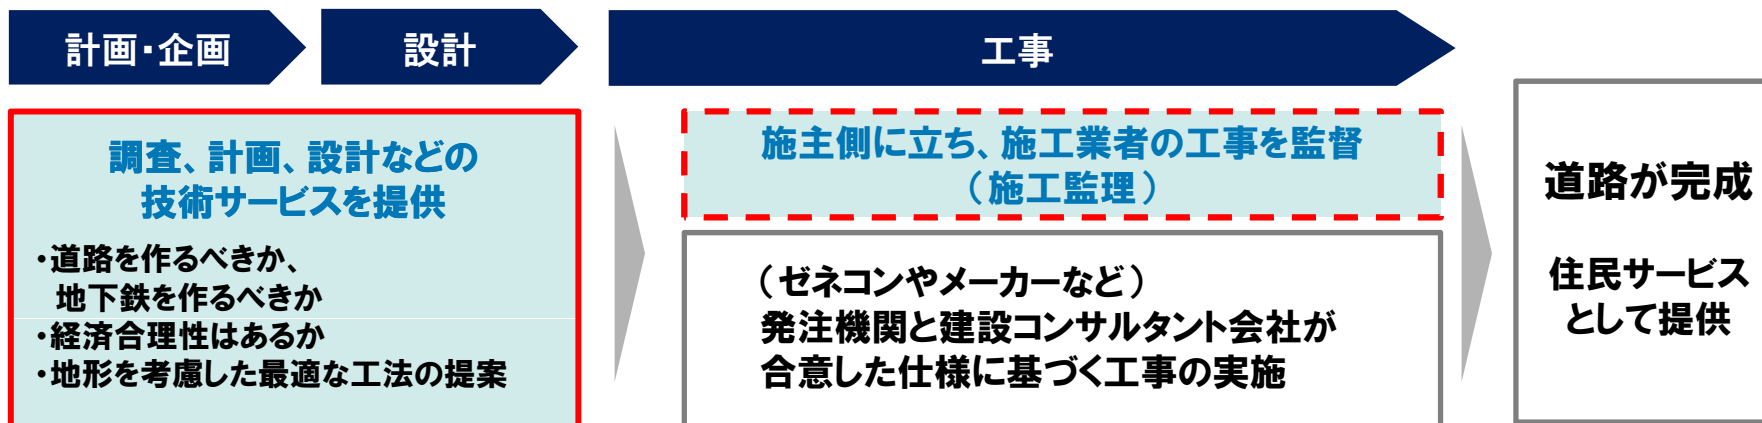 計画・企画
設計
工事
調査、計画、設計などの
技術サービスを提供
・道路を作るべきか、
地下鉄を作るべきか
・経済合理性はあるか
・地形を考慮した最適な工法の提案
施主側に立ち、施工業者の工事を監督
（施工監理）
（ゼネコンやメーカーなど）
発注機関と建設コンサルタント会社が
合意した仕様に基づく工事の実施
道路が完成
住民サービス
として提供